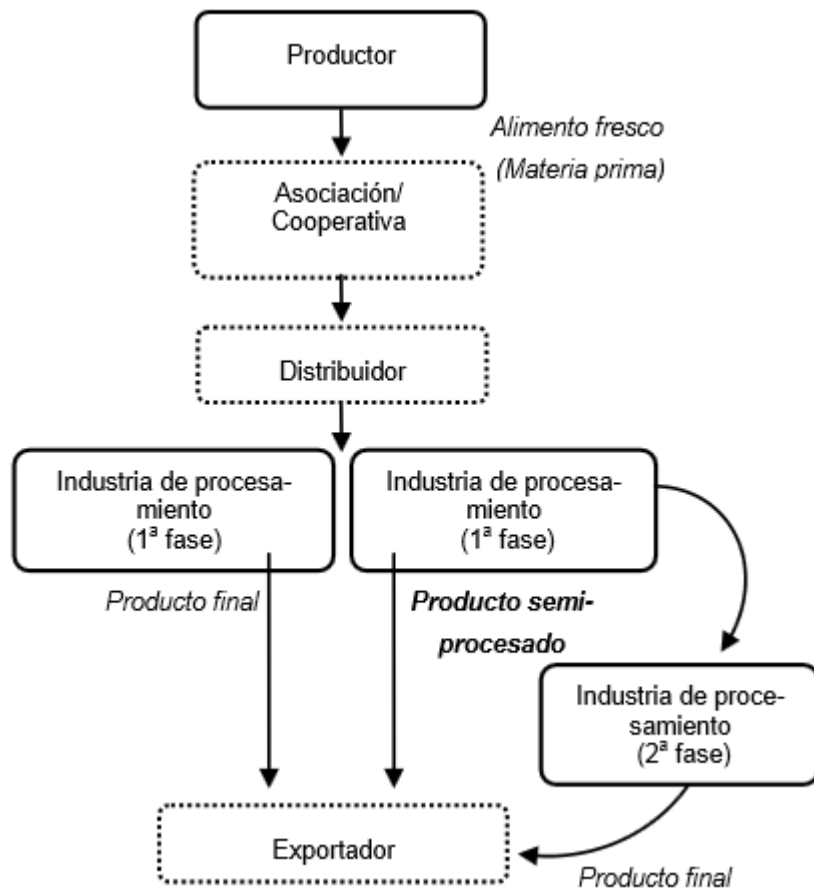 Productor
Alimento fresco
(Materia prima)
Asociación/
Cooperativa
Distribuidor
Industria de procesa-
miento
(1ª fase)
Industria de procesa-
miento
(1ª fase)
Producto final
Producto semi-
procesado
Industria de proce-
samiento
(2ª fase)
Exportador
Producto final